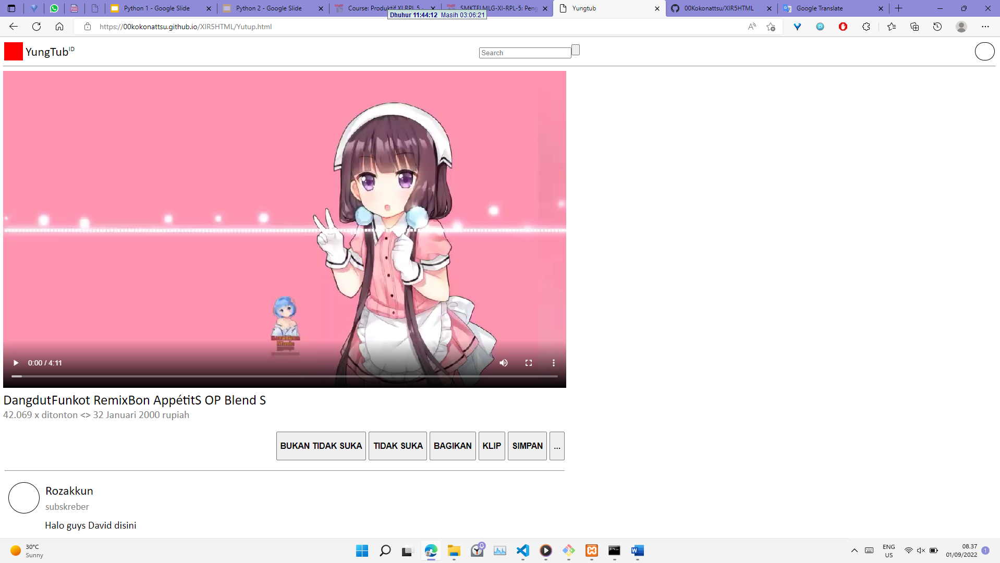 Python 1 - Google Slide
Python 2 - Google Slide
Course: Produktif XI RPL 5 -
SMKTELMLG-XI-RPL-5: Peng
Yungtub
00Kokonattsu/XIR5HTML
Google Translate
Dhuhur 11:44:12 Masih 03:06:21
https://00kokonattsu.github.io/XIR5HTML/Yutup.html
YungTub ID
Search
0:00 / 4:11
DangdutFunkot RemixBon AppétitS OP Blend S
42.069 x ditonton <> 32 Januari 2000 rupiah
BUKAN TIDAK SUKA
TIDAK SUKA
BAGIKAN
KLIP
SIMPAN
...
Rozakkun
subskreber
Halo guys David disini
30°C
Sunny
ENG
US
08.37
01/09/2022
1